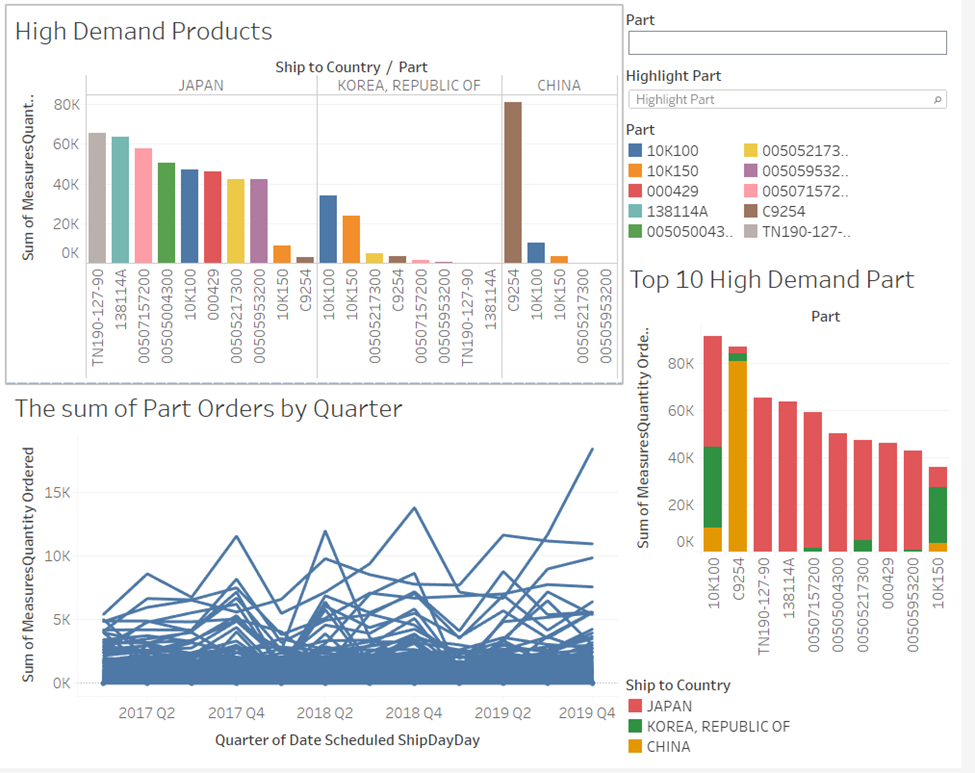 High Demand Products
Ship to Country / Part
JAPAN
KOREA, REPUBLIC OF
CHINA
Sum of MeasuresQuant..
80K
60K
40K
20K
0K
TN190-127-90
138114A
00507157200
00505004300
10K100
000429
00505217300
00505953200
10K150
C9254
10K100
10K150
00505217300
C9254
00507157200
00505953200
TN190-127-90
138114A
C9254
10K100
10K150
00505217300
00505953200
Part
Highlight Part
Highlight Part
Part
10K100
10K150
000429
138114A
005050043..
005052173..
005059532..
005071572..
C9254
TN190-127-..
Top 10 High Demand Part
Part
Sum of MeasuresQuantity Orde..
80K
60K
40K
20K
0K
10K100
C9254
TN190-127-90
138114A
00507157200
00505004300
00505217300
000429
00505953200
10K150
Ship to Country
JAPAN
KOREA, REPUBLIC OF
CHINA
The sum of Part Orders by Quarter
Sum of MeasuresQuantity Ordered
15K
10K
5K
0K
2017 Q2
2017 Q4
2018 Q2
2018 Q4
2019 Q2
2019 Q4
Quarter of Date Scheduled ShipDayDay